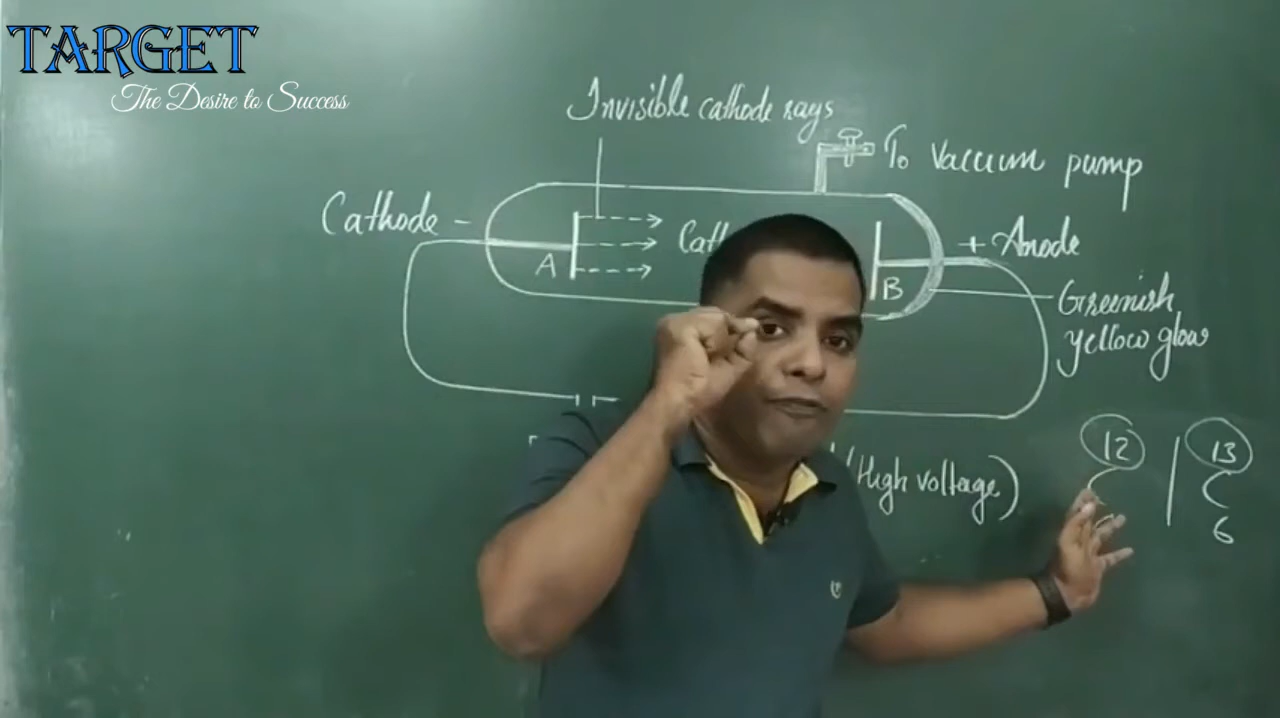 TARGET
The Desire to Success
Invisible cathode rays
To Vacuum pump
Cathode -
+ Anode
A
B
Greenish
yellow glow
(High voltage)
12
13
C
6